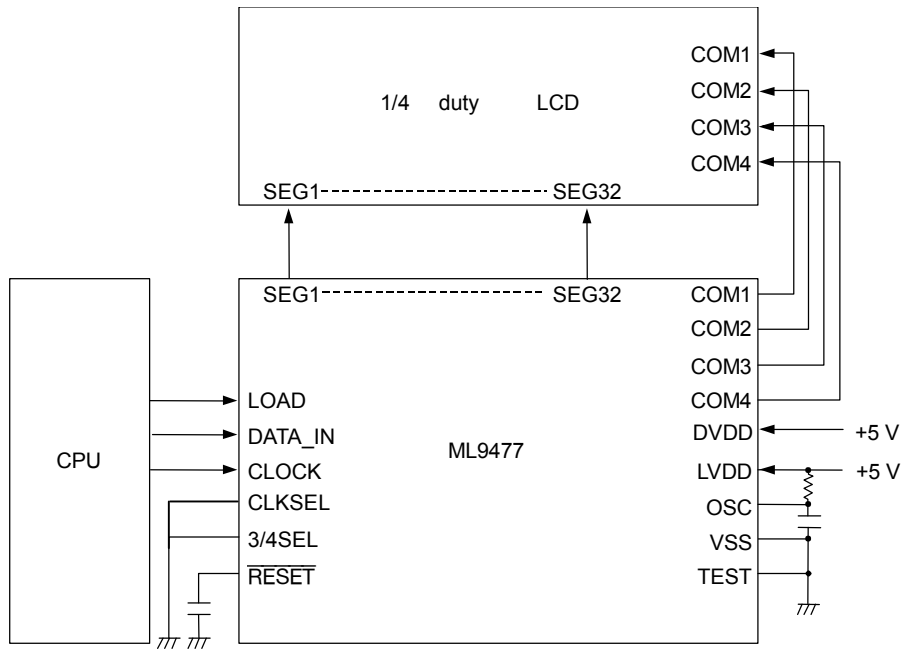 COM1
COM2
1/4 duty LCD
COM3
COM4
SEG1 SEG32
SEG1 SEG32
COM1
COM2
COM3
LOAD
COM4
DATA_IN
DVDD
+5 V
CPU
ML9477
CLOCK
LVDD
+5 V
CLKSEL
OSC
3/4SEL
VSS
RESET
TEST